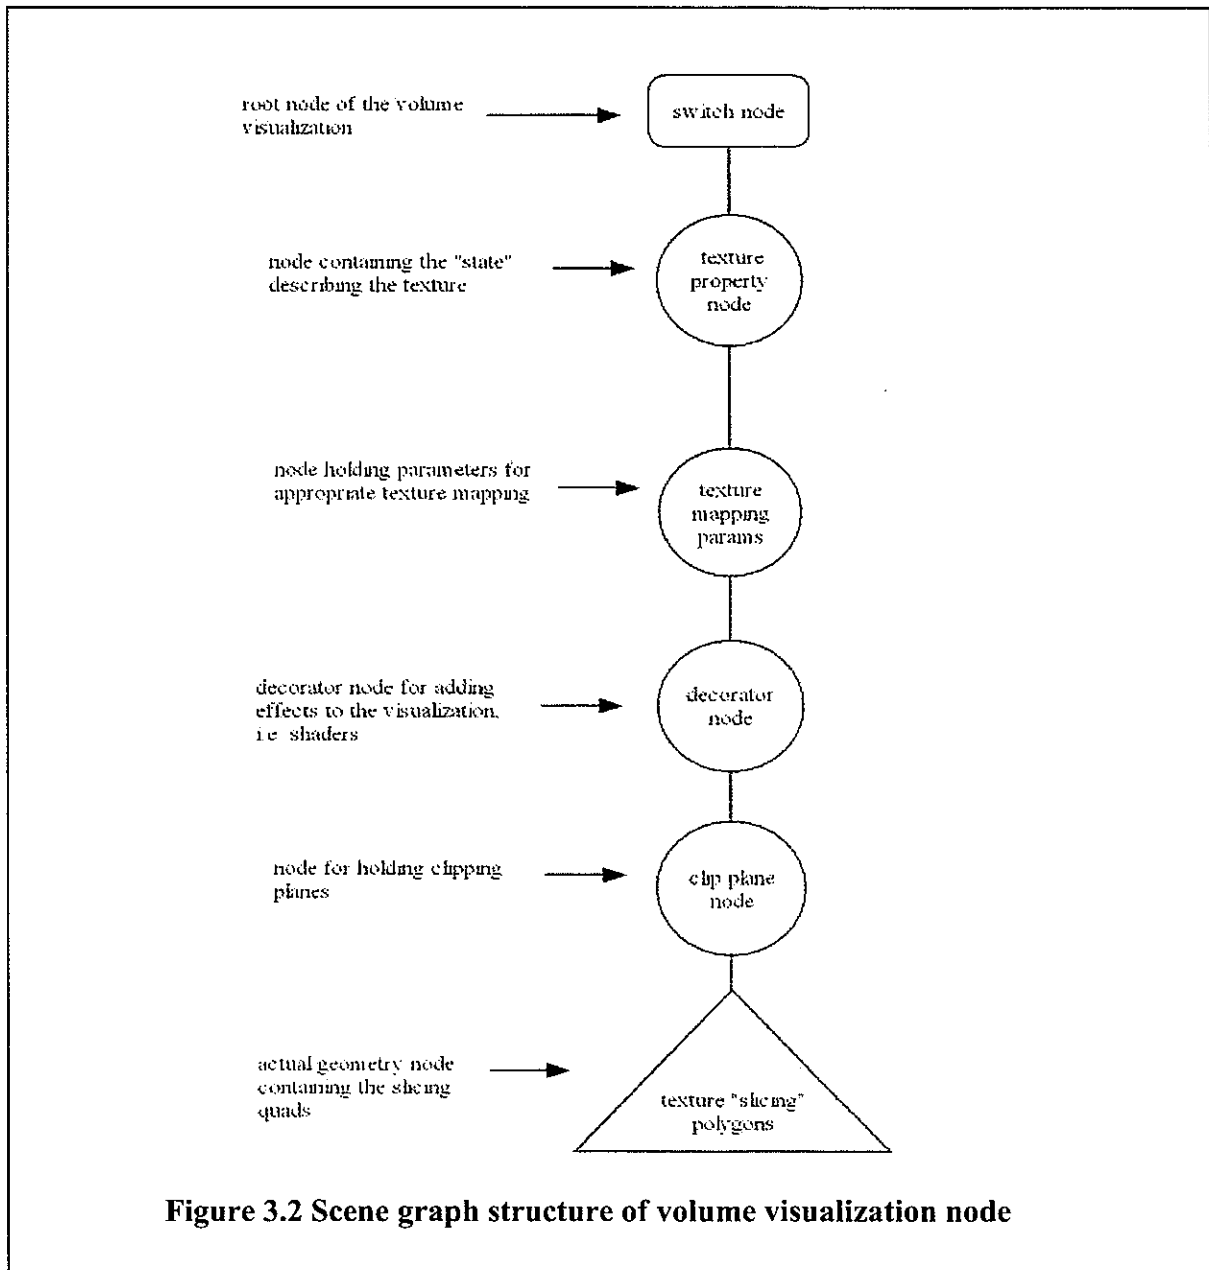 root node of the volume
visualization
switch node
node containing the "state"
describing the texture
texture
property
node
node holding parameters for
appropriate texture mapping
texture
mapping
params
decorator node for adding
effects to the visualization,
i.e. shaders
decorator
node
node for holding clipping
planes
clip plane
node
actual geometry node
containing the slicing
quads
texture "slicing"
polygons
Figure 3.2 Scene graph structure of volume visualization node